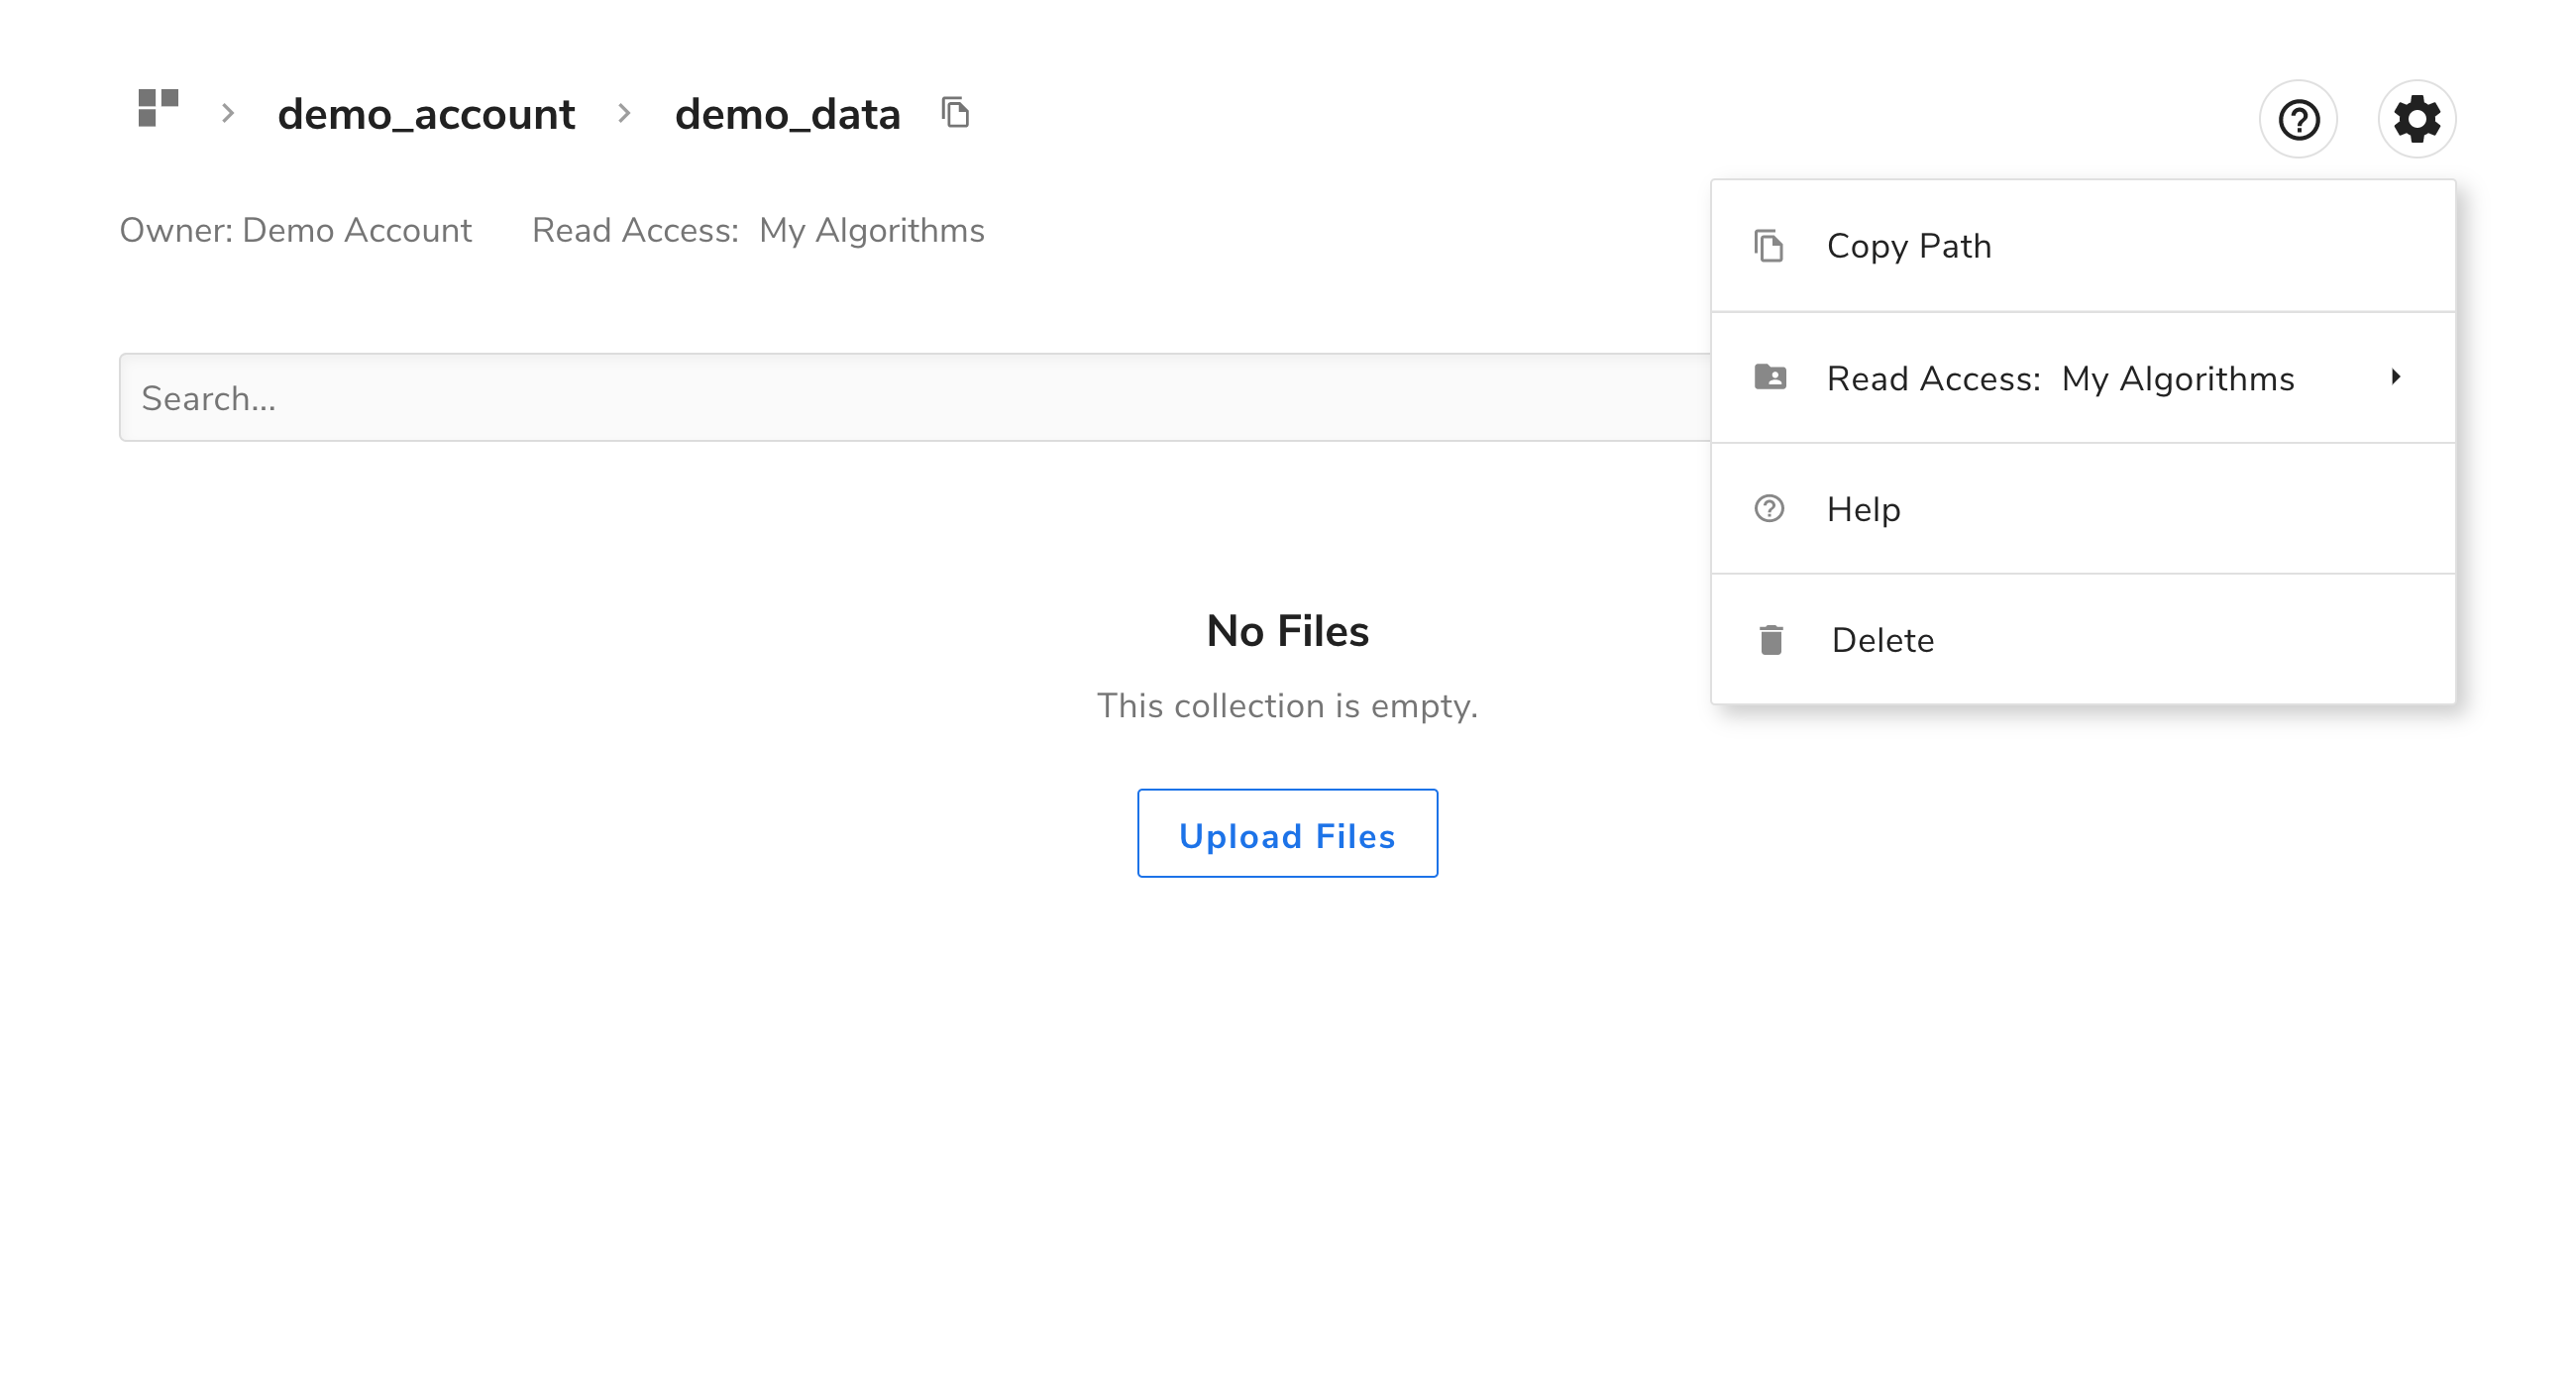 demo_account > demo_data
Owner: Demo Account Read Access: My Algorithms
Search...
Copy Path
Read Access: My Algorithms
Help
Delete
No Files
This collection is empty.
Upload Files